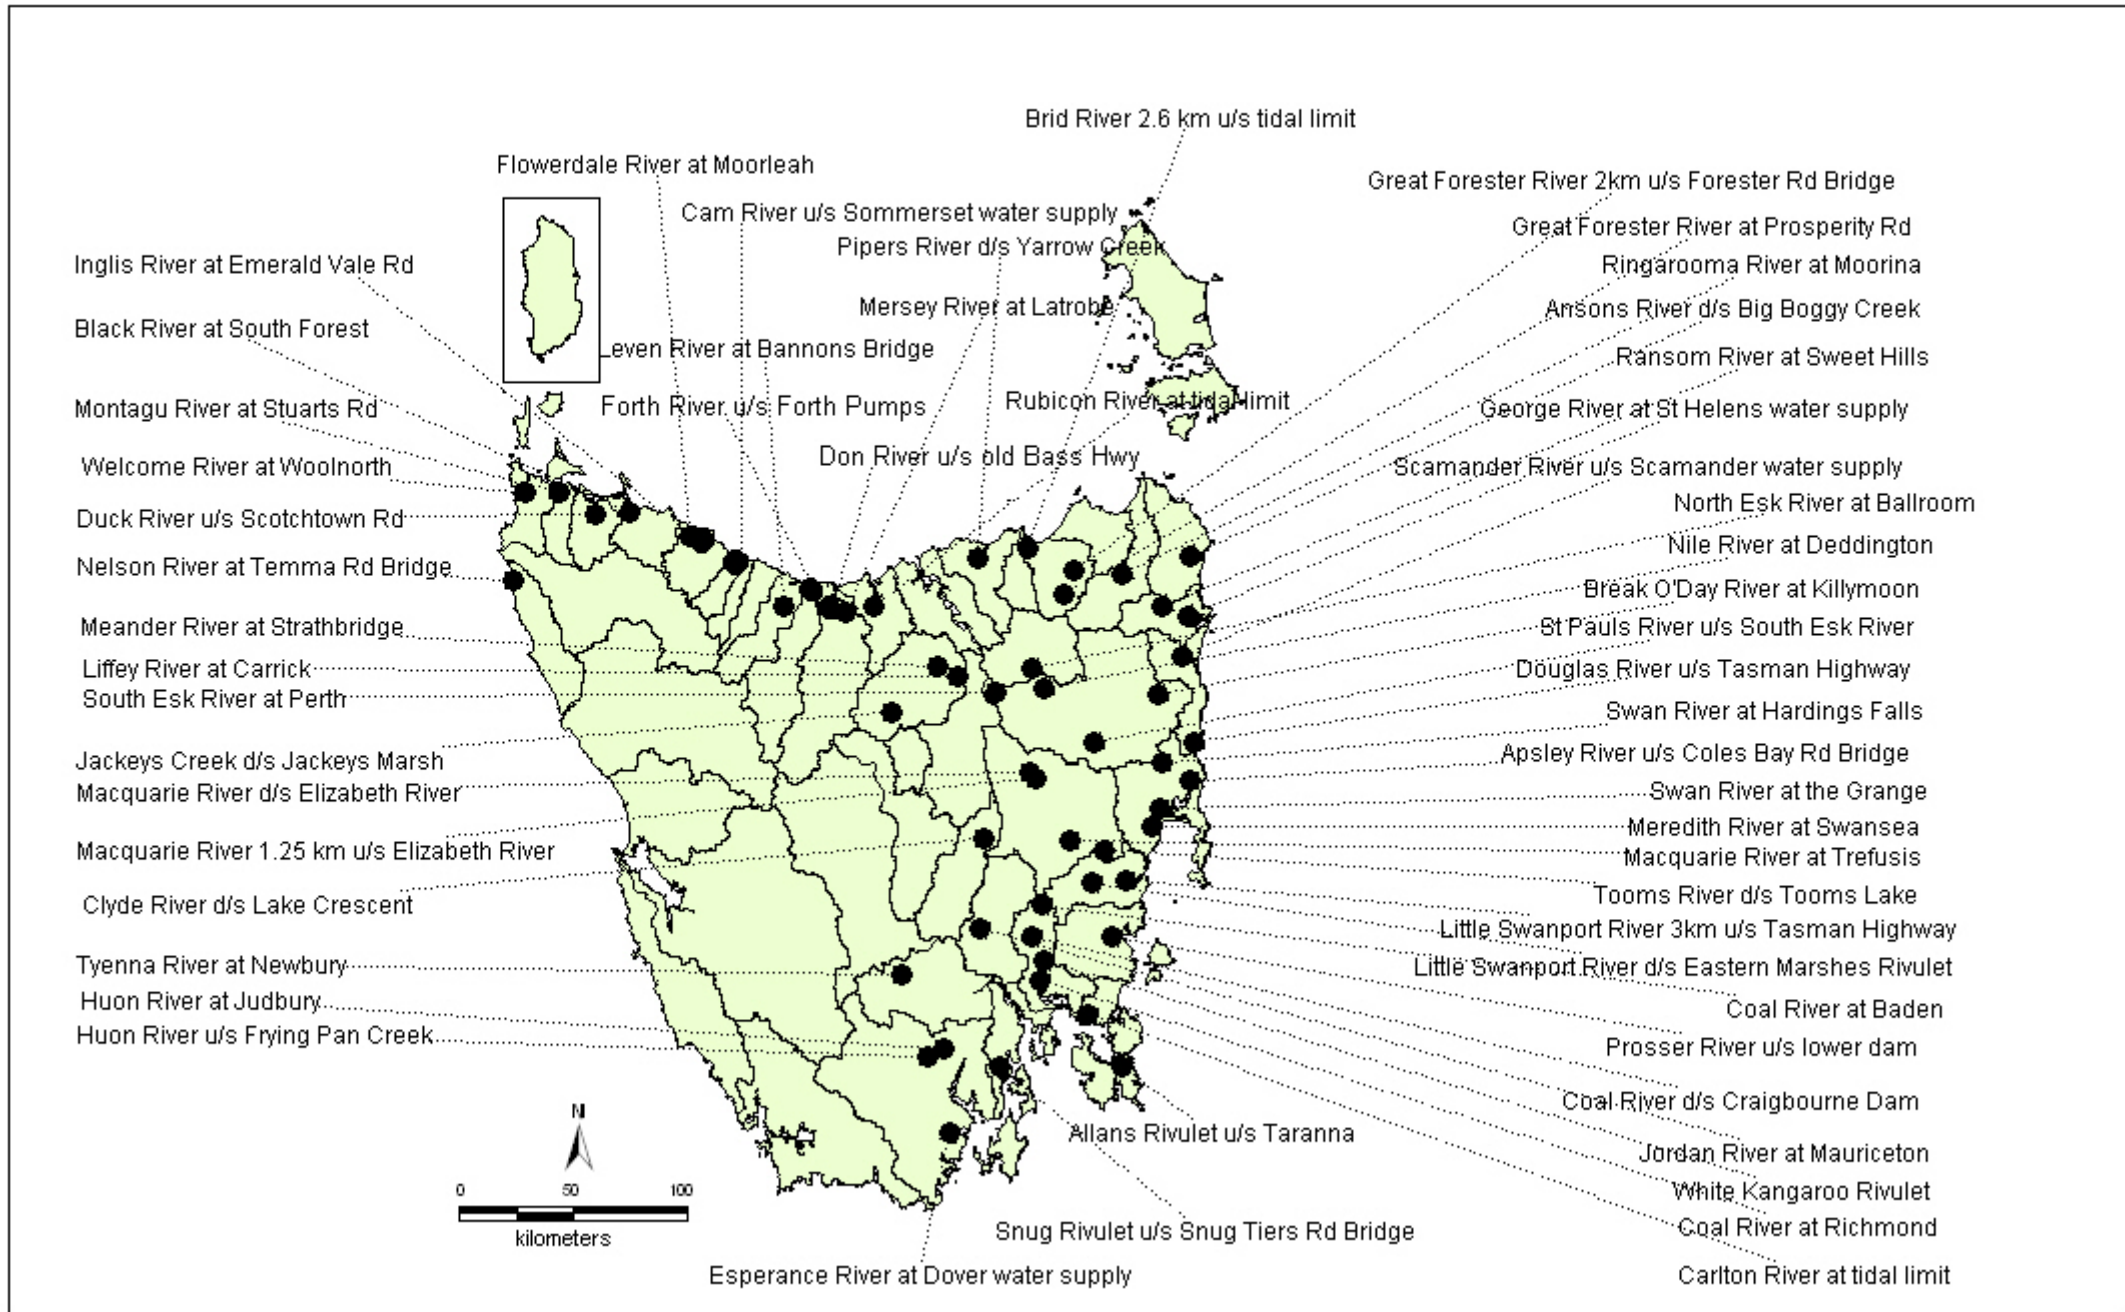 Brid River 2.6 km u/s tidal limit
Flowerdale River at Moorleah
Great Forester River 2km u/s Forester Rd Bridge
Cam River u/s Sommerset water supply
Great Forester River at Prosperity Rd
Pipers River d/s Yarrow Creek
Inglis River at Emerald Vale Rd
Ringarooma River at Moorina
Mersey River at Latrobe
Ansons River d/s Big Boggy Creek
Black River at South Forest
Leven River at Bannons Bridge
Ransom River at Sweet Hills
Montagu River at Stuarts Rd
Forth River u/s Forth Pumps
Rubicon River at tidal limit
George River at St Helens water supply
Welcome River at Woolnorth
Don River u/s old Bass Hwy
Scamander River u/s Scamander water supply
North Esk River at Ballroom
Duck River u/s Scotchtown Rd
Nile River at Deddington
Nelson River at Temma Rd Bridge
Break O'Day River at Killymoon
Meander River at Strathbridge
St Pauls River u/s South Esk River
Liffey River at Carrick
Douglas River u/s Tasman Highway
South Esk River at Perth
Swan River at Hardings Falls
Jackeys Creek d/s Jackeys Marsh
Apsley River u/s Coles Bay Rd Bridge
Macquarie River d/s Elizabeth River
Swan River at the Grange
Meredith River at Swansea
Macquarie River 1.25 km u/s Elizabeth River
Macquarie River at Trefusis
Clyde River d/s Lake Crescent
Tooms River d/s Tooms Lake
Little Swanport River 3km u/s Tasman Highway
Tyenna River at Newbury
Little Swanport River d/s Eastern Marshes Rivulet
Huon River at Judbury
Coal River at Baden
Huon River u/s Frying Pan Creek
Prosser River u/s lower dam
Coal River d/s Craigbourne Dam
N
Allans Rivulet u/s Taranna
Jordan River at Mauriceton
0 50 100
White Kangaroo Rivulet
kilometers
Snug Rivulet u/s Snug Tiers Rd Bridge
Coal River at Richmond
Esperance River at Dover water supply
Carlton River at tidal limit